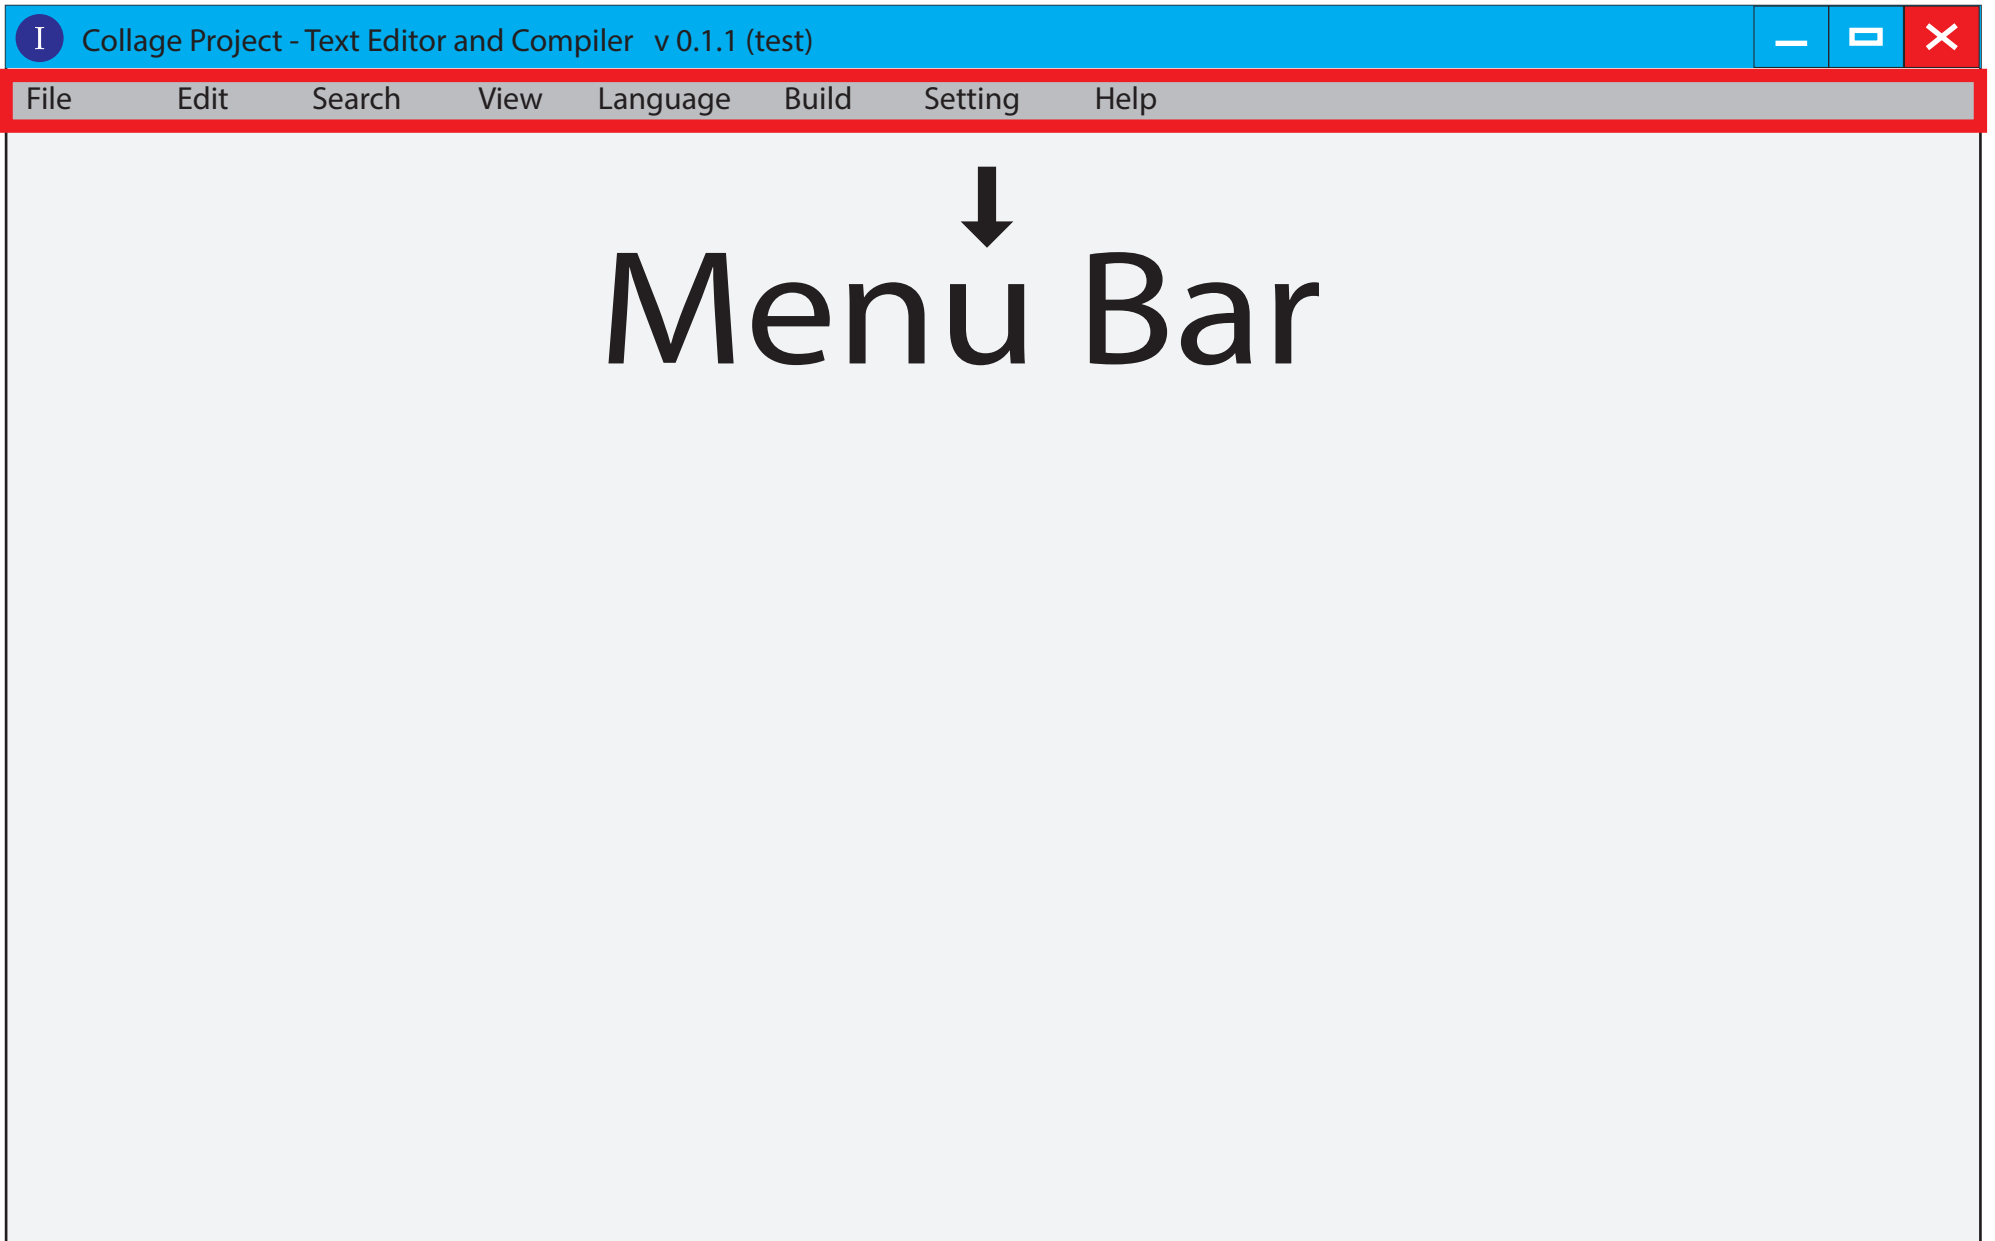 I Collage Project - Text Editor and Compiler v 0.1.1 (test)
File Edit Search View Language Build Setting Help
Menu Bar